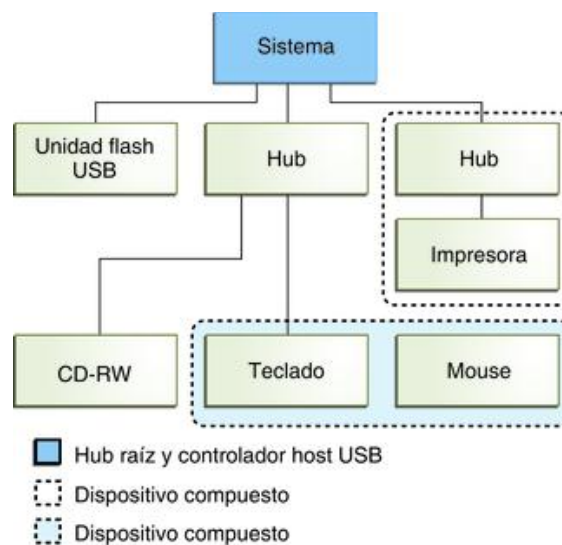 Sistema
Unidad flash
USB
Hub
Hub
Impresora
CD-RW
Teclado
Mouse
Hub raíz y controlador host USB
Dispositivo compuesto
Dispositivo compuesto